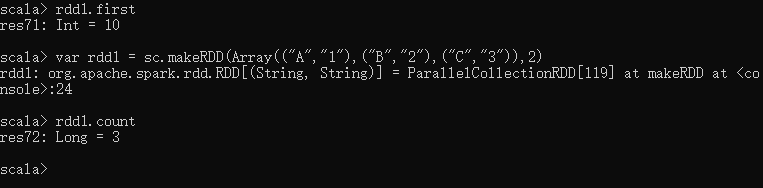 scala> rdd1.first
res71: Int = 10
scala> var rdd1 = sc.makeRDD(Array(("A","1"),("B","2"),("C","3")),2)
rdd1: org.apache.spark.rdd.RDD[(String, String)] = ParallelCollectionRDD[119] at makeRDD at <co
nsole>:24
scala> rdd1.count
res72: Long = 3
scala>